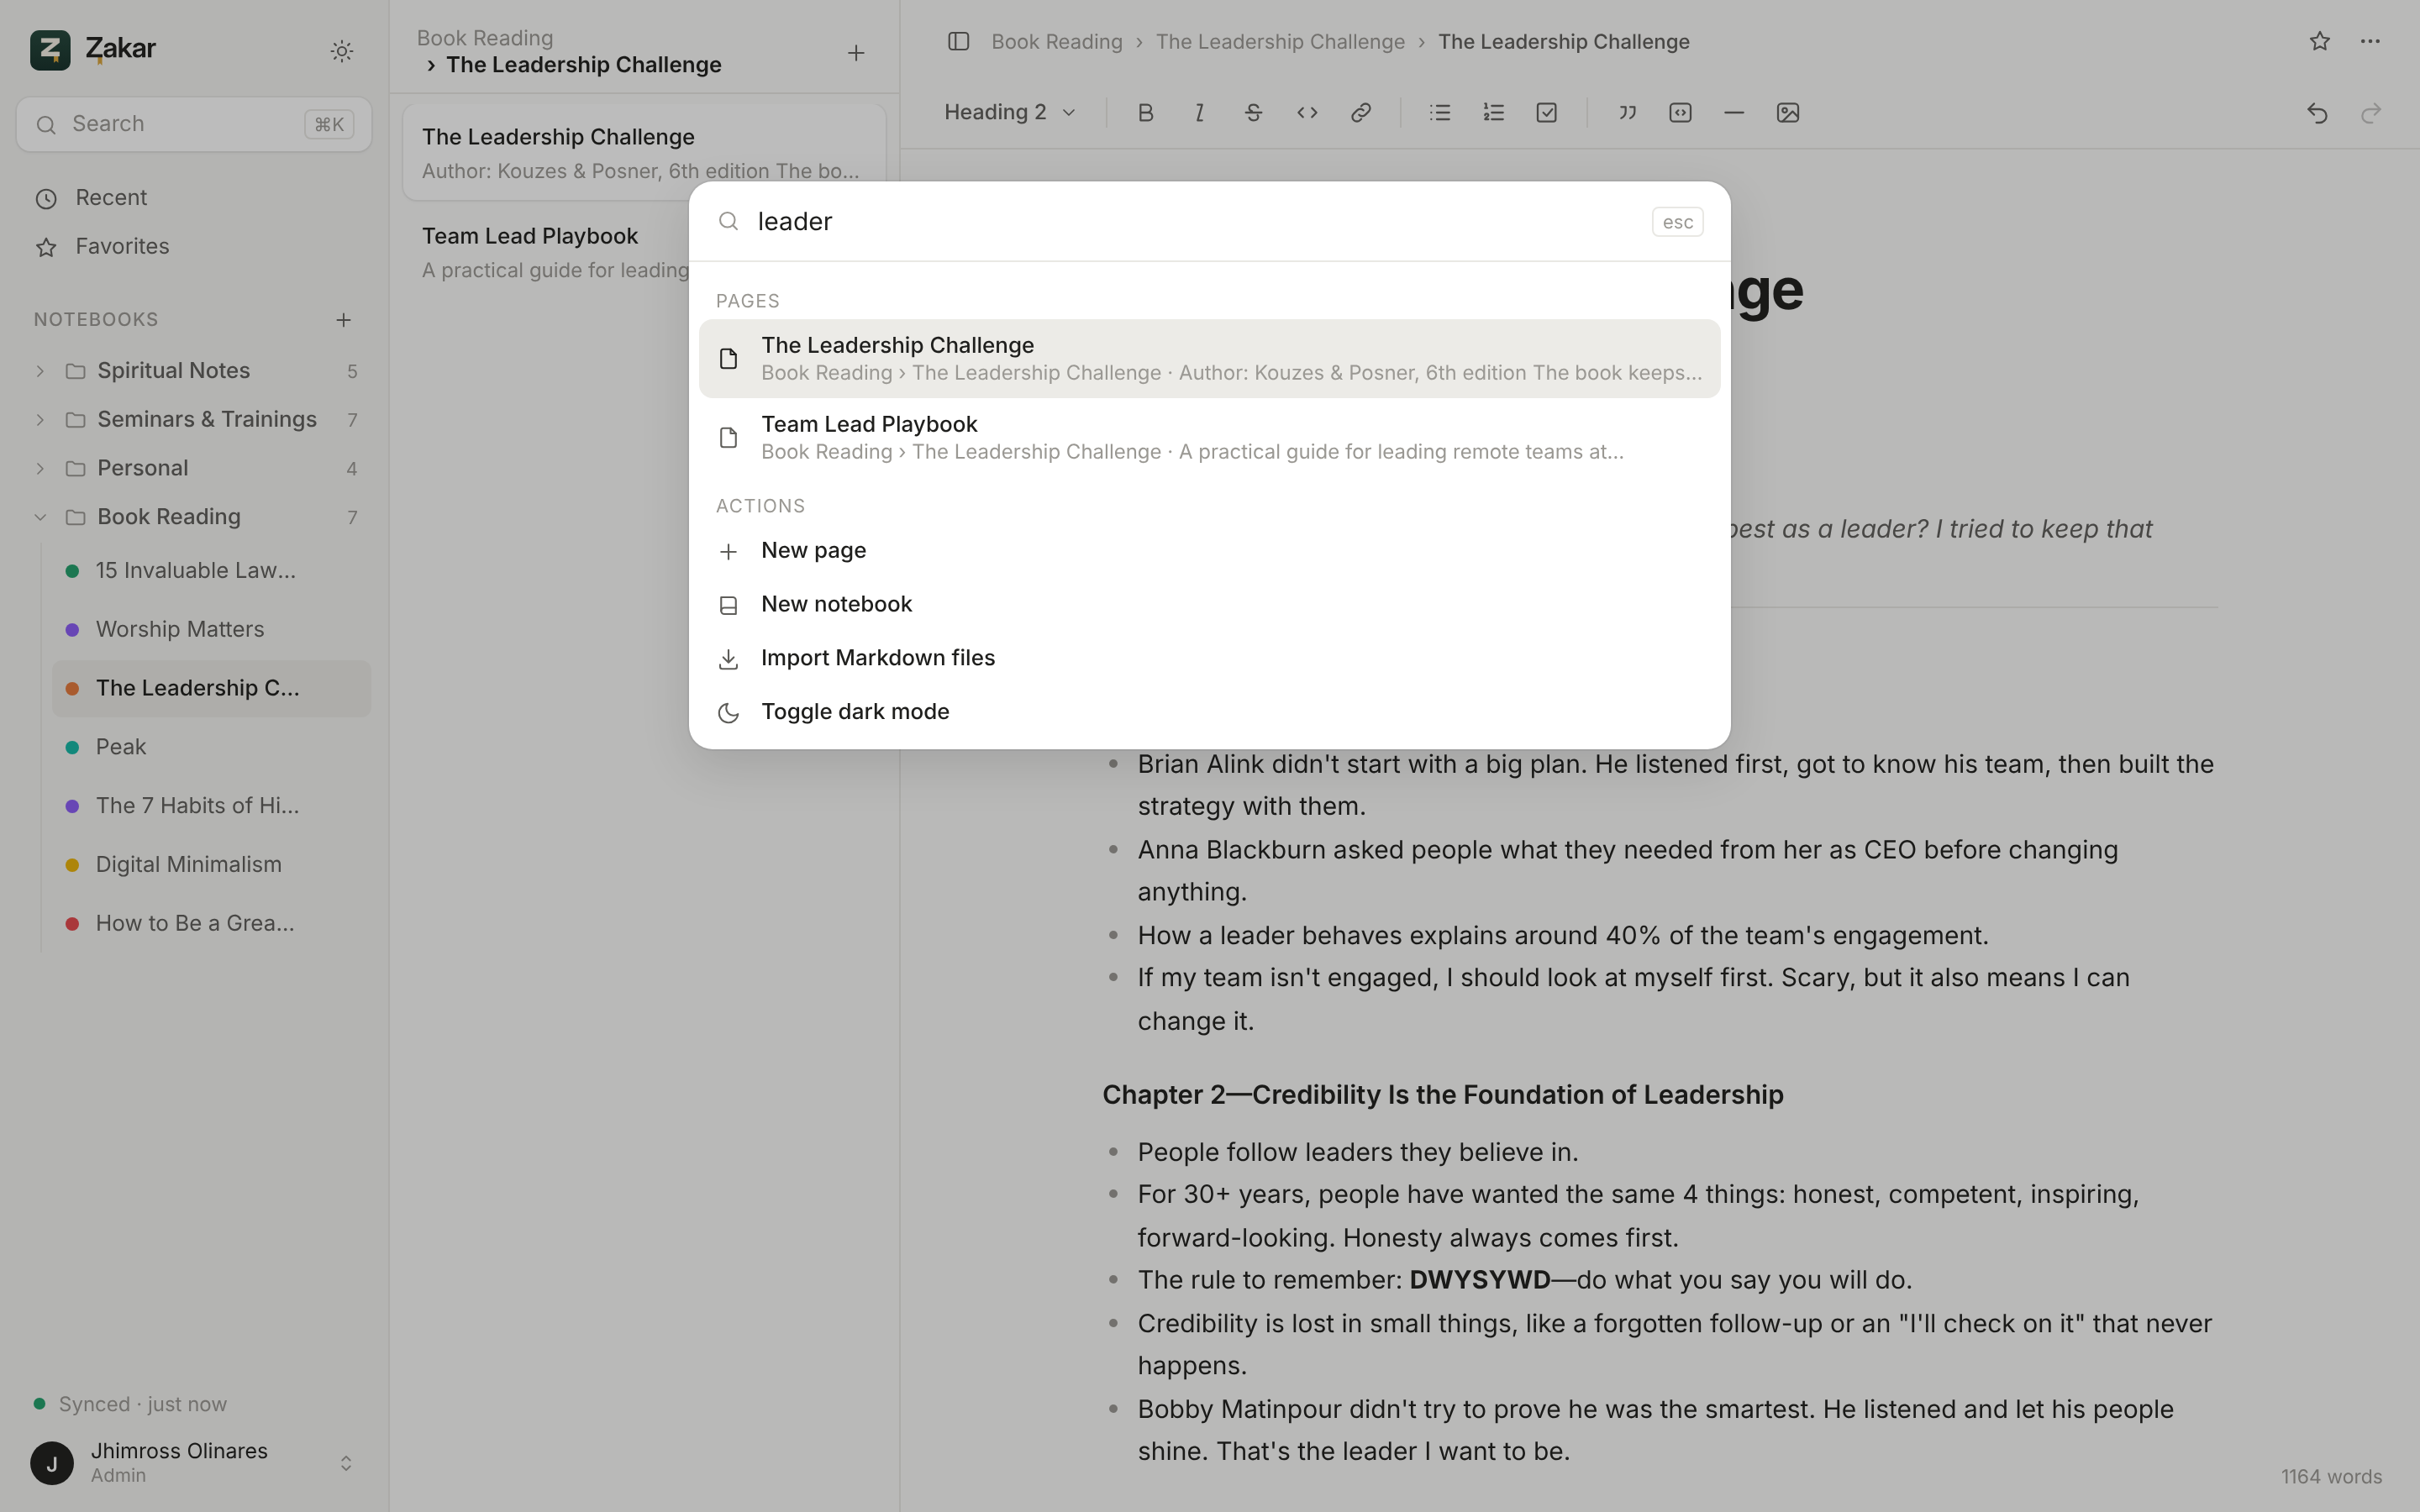 Zakar
Search ⌘K
Recent
Favorites
NOTEBOOKS
Spiritual Notes 5
Seminars & Trainings 7
Personal 4
Book Reading 7
15 Invaluable Law...
Worship Matters
The Leadership C...
Peak
The 7 Habits of Hi...
Digital Minimalism
How to Be a Grea...
Synced · just now
J
Jhimross Olinares
Admin
Book Reading
› The Leadership Challenge
The Leadership Challenge
Author: Kouzes & Posner, 6th edition The bo...
Team Lead Playbook
A practical guide for leading
Book Reading › The Leadership Challenge › The Leadership Challenge
Heading 2
leader
esc
PAGES
The Leadership Challenge
Book Reading › The Leadership Challenge · Author: Kouzes & Posner, 6th edition The book keeps...
Team Lead Playbook
Book Reading › The Leadership Challenge · A practical guide for leading remote teams at...
ACTIONS
New page
New notebook
Import Markdown files
Toggle dark mode
nge
best as a leader? I tried to keep that
• Brian Alink didn't start with a big plan. He listened first, got to know his team, then built the
strategy with them.
• Anna Blackburn asked people what they needed from her as CEO before changing
anything.
• How a leader behaves explains around 40% of the team's engagement.
• If my team isn't engaged, I should look at myself first. Scary, but it also means I can
change it.
Chapter 2—Credibility Is the Foundation of Leadership
• People follow leaders they believe in.
• For 30+ years, people have wanted the same 4 things: honest, competent, inspiring,
forward-looking. Honesty always comes first.
• The rule to remember: DWYSYWD—do what you say you will do.
• Credibility is lost in small things, like a forgotten follow-up or an "I'll check on it" that never
happens.
• Bobby Matinpour didn't try to prove he was the smartest. He listened and let his people
shine. That's the leader I want to be.
1164 words